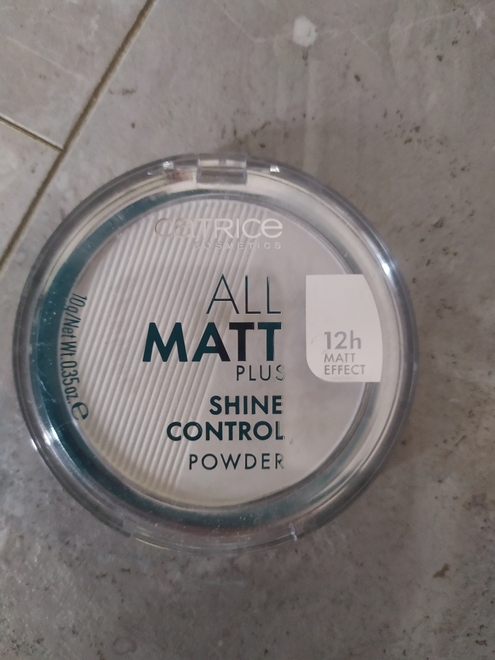 CATRICE
COSMETICS
ALL
MATT
PLUS
SHINE
CONTROL
POWDER
12h
MATT
EFFECT
10g/Net Wt. 0.35 oz. ℮